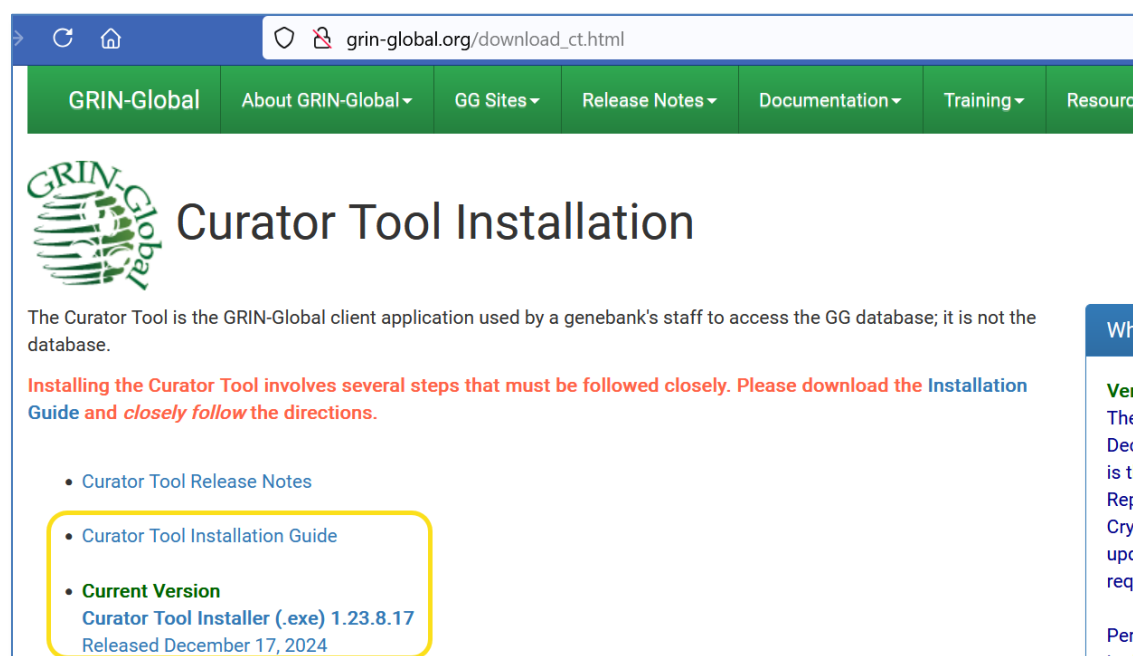 grin-global.org/download_ct.html
GRIN-Global About GRIN-Global GG Sites Release Notes Documentation Training
GRIN-Global
Curator Tool Installation
The Curator Tool is the GRIN-Global client application used by a genebank's staff to access the GG database; it is not the
database.
Installing the Curator Tool involves several steps that must be followed closely. Please download the Installation
Guide and closely follow the directions.
• Curator Tool Release Notes
• Curator Tool Installation Guide
• Current Version
Curator Tool Installer (.exe) 1.23.8.17
Released December 17, 2024